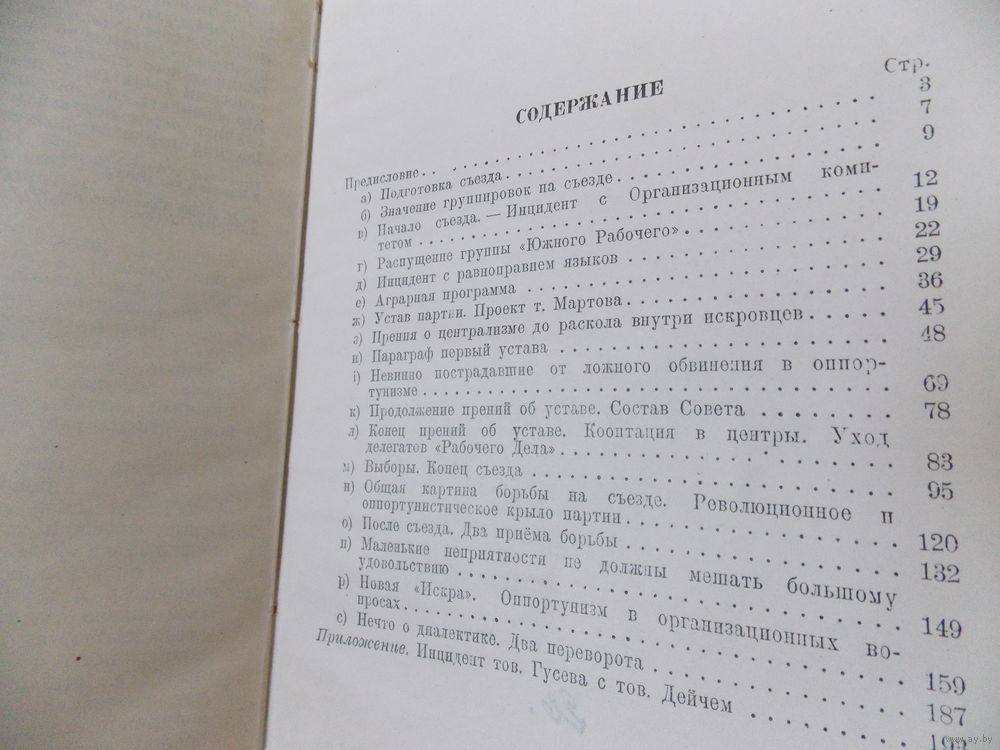 СОДЕРЖАНИЕ
Стр.
Предисловие . . . 3
а) Подготовка съезда . . . 7
б) Значение группировок на съезде . . . 9
в) Начало съезда. — Инцидент с Организационным коми-
тетом . . . 12
г) Распущение группы «Южного Рабочего» . . . 19
д) Инцидент с равноправием языков . . . 22
е) Аграрная программа . . . 29
ж) Устав партии. Проект т. Мартова . . . 36
з) Прения о централизме до раскола внутри искровцев . . . 45
и) Параграф первый устава . . . 48
і) Невинно пострадавшие от ложного обвинения в оппор-
тунизме . . . 69
к) Продолжение прений об уставе. Состав Совета . . . 78
л) Конец прений об уставе. Кооптация в центры. Уход
делегатов «Рабочего Дела» . . . 83
м) Выборы. Конец съезда . . . 95
н) Общая картина борьбы на съезде. Революционное и
оппортунистическое крыло партии . . . 120
о) После съезда. Два приёма борьбы . . . 132
п) Маленькие неприятности не должны мешать большому
удовольствию . . . 149
р) Новая «Искра». Оппортунизм в организационных во-
просах . . . 159
с) Нечто о диалектике. Два переворота . . . 187
Приложение. Инцидент тов. Гусева с тов. Дейчем . . .
www.ay.by